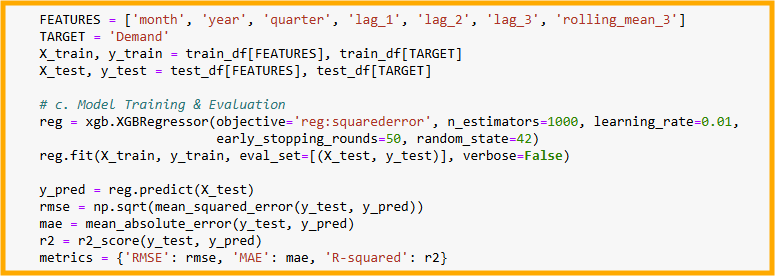 FEATURES = ['month', 'year', 'quarter', 'lag_1', 'lag_2', 'lag_3', 'rolling_mean_3']
TARGET = 'Demand'
X_train, y_train = train_df[FEATURES], train_df[TARGET]
X_test, y_test = test_df[FEATURES], test_df[TARGET]

# c. Model Training & Evaluation
reg = xgb.XGBRegressor(objective='reg:squarederror', n_estimators=1000, learning_rate=0.01,
                       early_stopping_rounds=50, random_state=42)
reg.fit(X_train, y_train, eval_set=[(X_test, y_test)], verbose=False)

y_pred = reg.predict(X_test)
rmse = np.sqrt(mean_squared_error(y_test, y_pred))
mae = mean_absolute_error(y_test, y_pred)
r2 = r2_score(y_test, y_pred)
metrics = {'RMSE': rmse, 'MAE': mae, 'R-squared': r2}